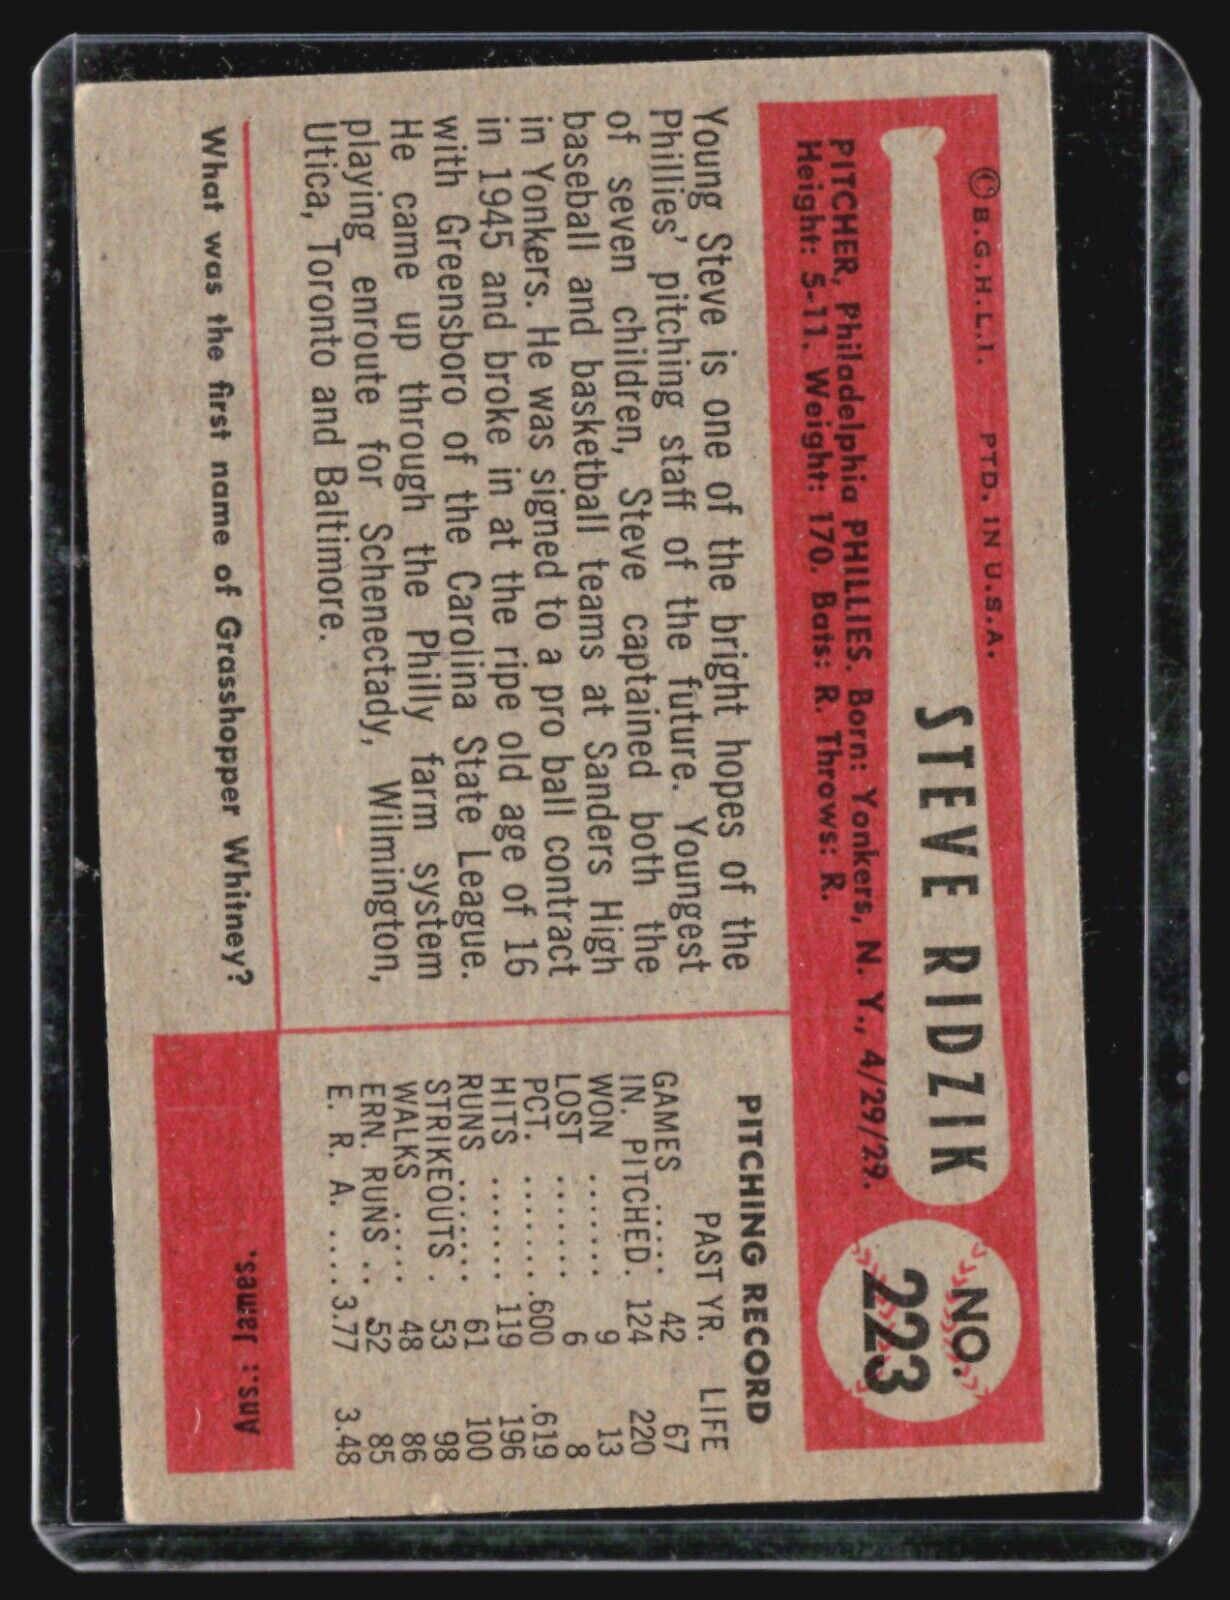 © B.G.H.L.I. PTD. IN U.S.A.
STEVE RIDZIK
NO.
223
PITCHER, Philadelphia PHILLIES. Born: Yonkers, N. Y., 4/29/29.
Height: 5-11. Weight: 170. Bats: R. Throws: R.
Young Steve is one of the bright hopes of the
Phillies' pitching staff of the future. Youngest
of seven children, Steve captained both the
baseball and basketball teams at Sanders High
in Yonkers. He was signed to a pro ball contract
in 1945 and broke in at the ripe old age of 16
with Greensboro of the Carolina State League.
He came up through the Philly farm system
playing enroute for Schenectady, Wilmington,
Utica, Toronto and Baltimore.
PITCHING RECORD
PAST YR. LIFE
GAMES ..... 42 67
IN. PITCHED. 124 220
WON ....... 9 13
LOST ....... 6 8
PCT. ....... .600 .619
HITS ....... 119 196
RUNS ...... 61 100
STRIKEOUTS . 53 98
WALKS ..... 48 86
ERN. RUNS .. 52 85
E. R. A. .... 3.77 3.48
What was the first name of Grasshopper Whitney?
Ans.: James.